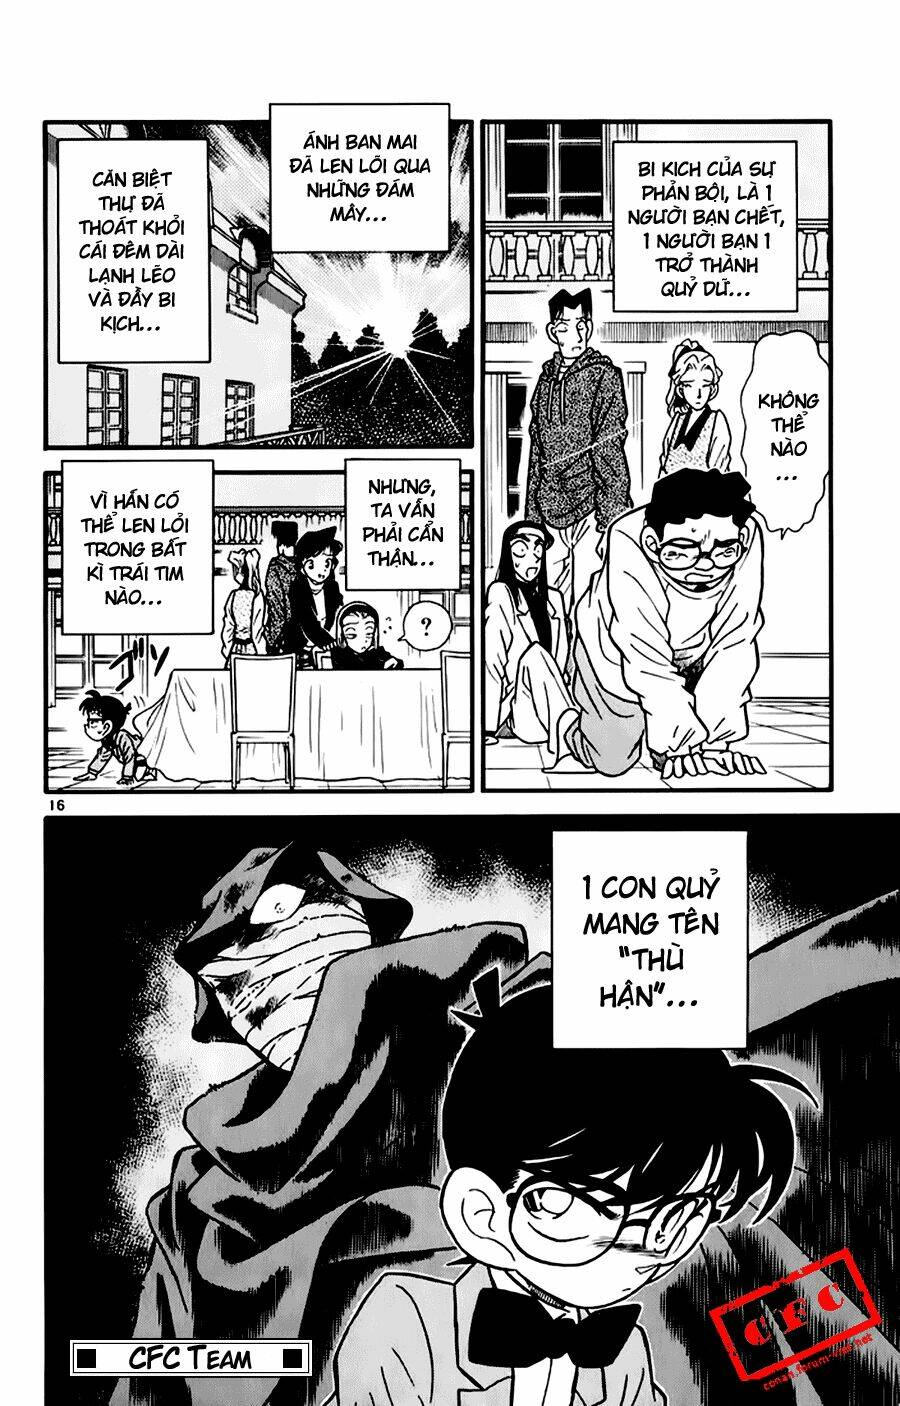 ÁNH BAN MAI
ĐÃ LEN LỎI QUA
NHỮNG ĐÁM
MÂY...
CĂN BIỆT
THỰ ĐÃ
THOÁT KHỎI
CÁI ĐÊM DÀI
LẠNH LẼO
VÀ ĐẦY BI
KỊCH...
BI KỊCH CỦA SỰ
PHẢN BỘI, LÀ 1
NGƯỜI BẠN CHẾT,
1 NGƯỜI BẠN 1
TRỞ THÀNH
QUỶ DỮ...
KHÔNG
THỂ
NÀO
...
NHƯNG,
TA VẪN
PHẢI CẨN
THẬN...
VÌ HẮN CÓ
THỂ LEN LỎI
TRONG BẤT
KÌ TRÁI TIM
NÀO...
?
16
1 CON QUỶ
MANG TÊN
"THÙ
HẬN"...
CFC TEAM
CFC